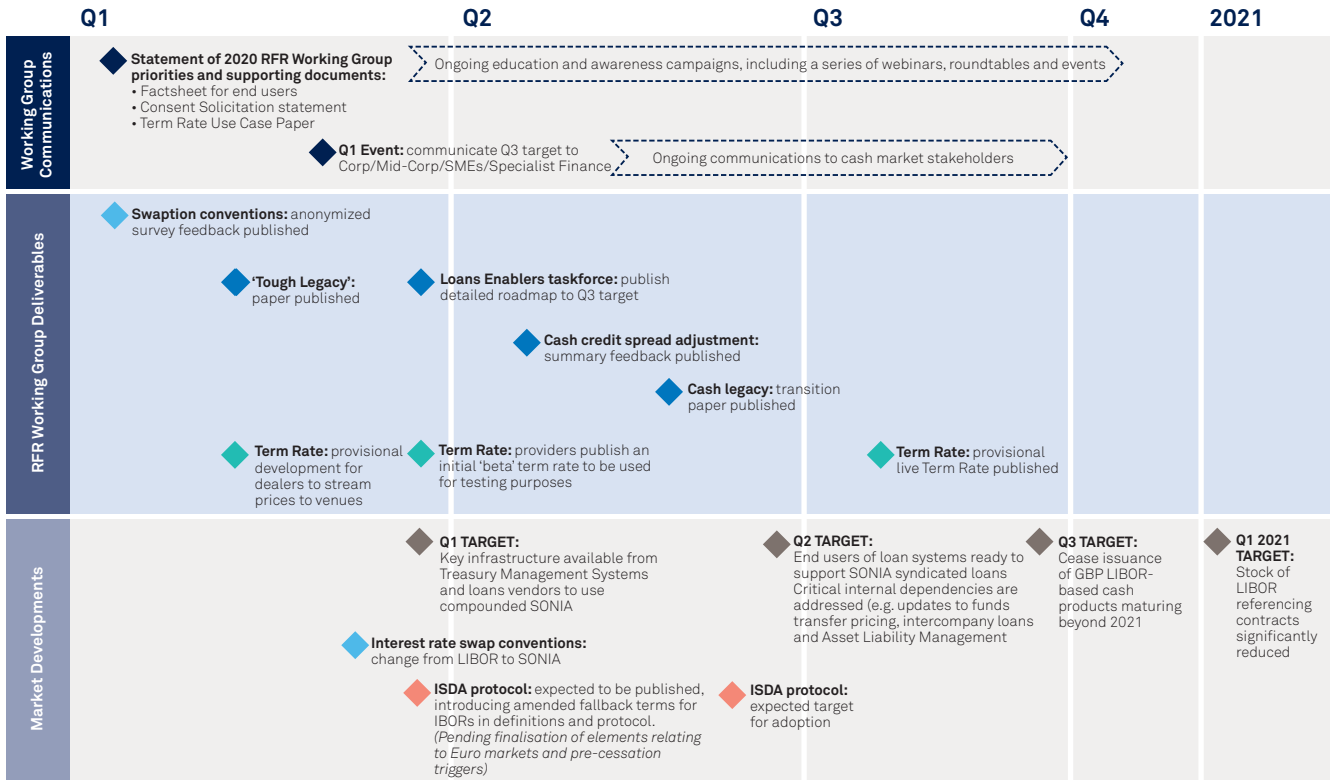 Q1
Q2
Q3
Q4
2021
Working Group
Communications
Statement of 2020 RFR Working Group
priorities and supporting documents:
• Factsheet for end users
• Consent Solicitation statement
• Term Rate Use Case Paper
Ongoing education and awareness campaigns, including a series of webinars, roundtables and events
Q1 Event: communicate Q3 target to
Corp/Mid-Corp/SMEs/Specialist Finance
Ongoing communications to cash market stakeholders
RFR Working Group Deliverables
Swaption conventions: anonymized
survey feedback published
‘Tough Legacy’:
paper published
Loans Enablers taskforce: publish
detailed roadmap to Q3 target
Cash credit spread adjustment:
summary feedback published
Cash legacy: transition
paper published
Term Rate: provisional
development for
dealers to stream
prices to venues
Term Rate: providers publish an
initial ‘beta’ term rate to be used
for testing purposes
Term Rate: provisional
live Term Rate published
Market Developments
Q1 TARGET:
Key infrastructure available from
Treasury Management Systems
and loans vendors to use
compounded SONIA
Q2 TARGET:
End users of loan systems ready to
support SONIA syndicated loans
Critical internal dependencies are
addressed (e.g. updates to funds
transfer pricing, intercompany loans
and Asset Liability Management
Q3 TARGET:
Cease issuance
of GBP LIBOR-
based cash
products maturing
beyond 2021
Q1 2021
TARGET:
Stock of
LIBOR
referencing
contracts
significantly
reduced
Interest rate swap conventions:
change from LIBOR to SONIA
ISDA protocol: expected to be published,
introducing amended fallback terms for
IBORs in definitions and protocol.
(Pending finalisation of elements relating
to Euro markets and pre-cessation
triggers)
ISDA protocol:
expected target
for adoption